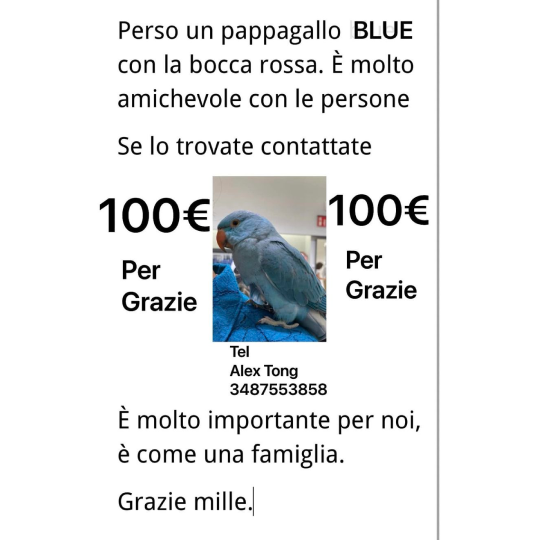 Perso un pappagallo BLUE
con la bocca rossa. È molto
amichevole con le persone
Se lo trovate contattate
100€
Per
Grazie
100€
Per
Grazie
Tel
Alex Tong
3487553858
È molto importante per noi,
è come una famiglia.
Grazie mille.